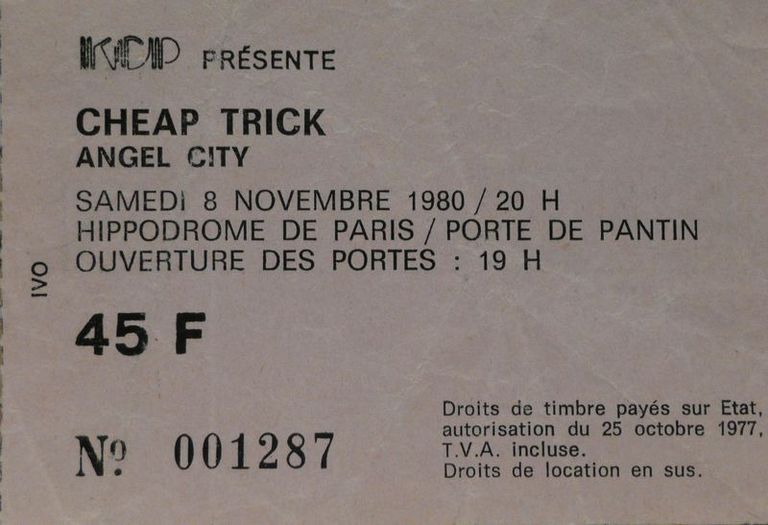 KCP PRÉSENTE
CHEAP TRICK
ANGEL CITY
SAMEDI 8 NOVEMBRE 1980 / 20 H
HIPPODROME DE PARIS / PORTE DE PANTIN
OUVERTURE DES PORTES : 19 H
IVO
45 F
Nº 001287
Droits de timbre payés sur Etat,
autorisation du 25 octobre 1977,
T.V.A. incluse.
Droits de location en sus.